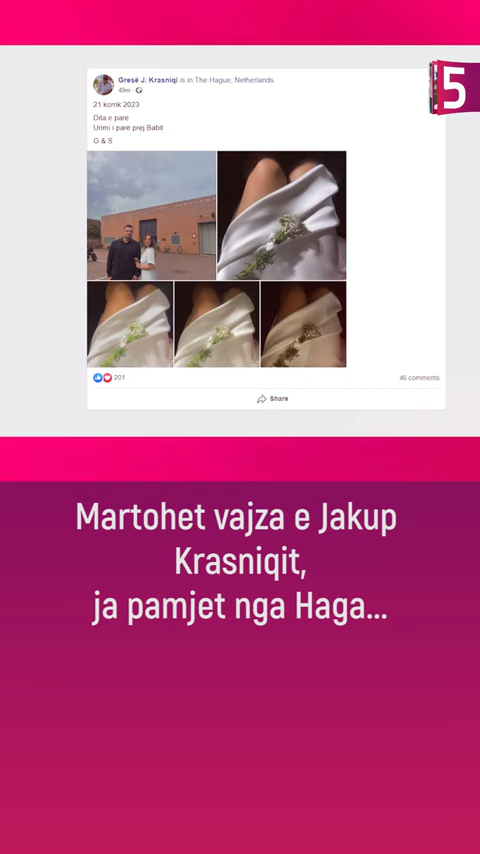 5
Gresë J. Krasniqi is in The Hague, Netherlands.
49m ·
21 korrik 2023
Dita e parë
Urimi i parë prej Babit
G & S
201
46 comments
Share
Martohet vajza e Jakup
Krasniqit,
ja pamjet nga Haga...